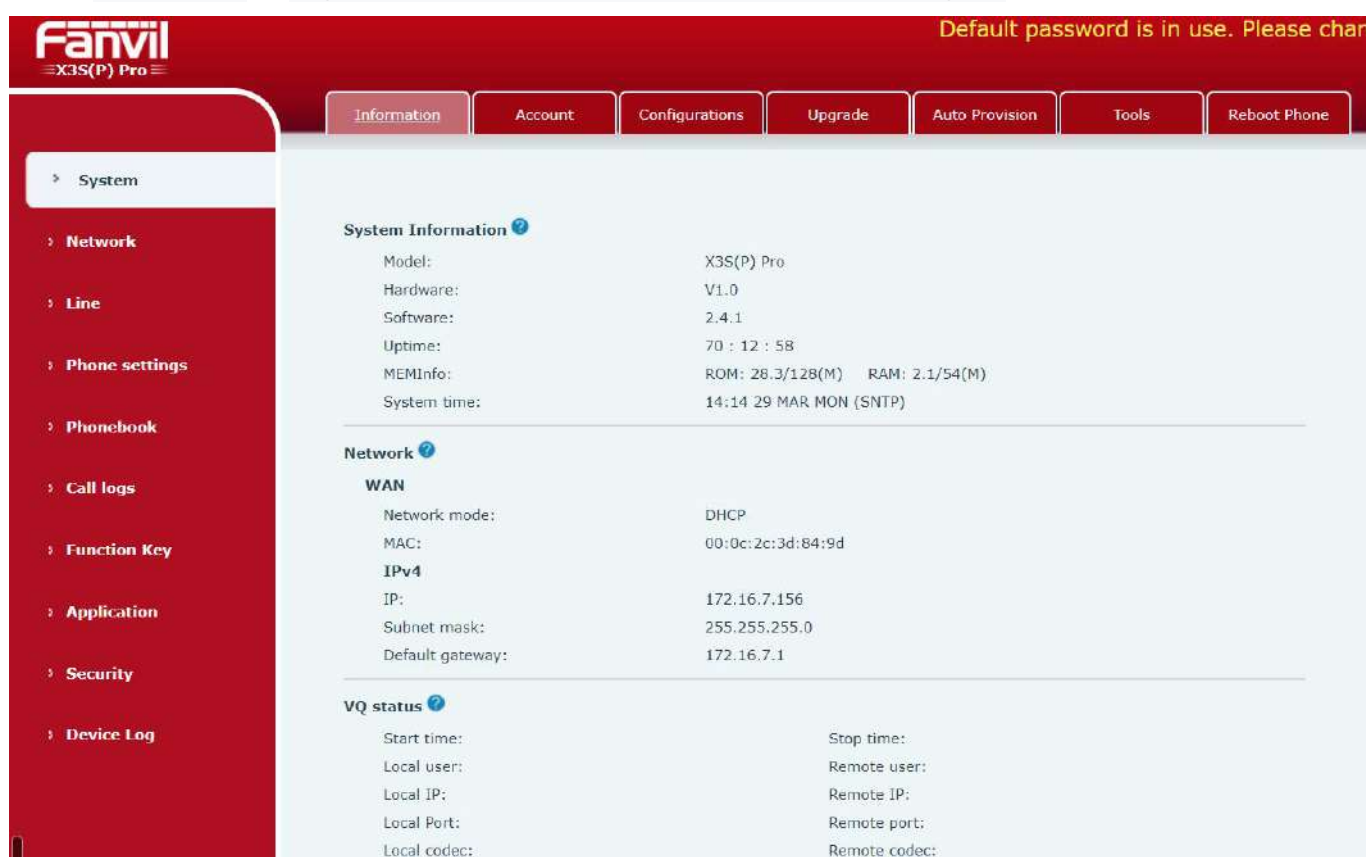 Fanvil
X3S(P) Pro
Default password is in use. Please char
Information Account Configurations Upgrade Auto Provision Tools Reboot Phone
System
Network
Line
Phone settings
Phonebook
Call logs
Function Key
Application
Security
Device Log
System Information
Model: X3S(P) Pro
Hardware: V1.0
Software: 2.4.1
Uptime: 70 : 12 : 58
MEMInfo: ROM: 28.3/128(M) RAM: 2.1/54(M)
System time: 14:14 29 MAR MON (SNTP)
Network
WAN
Network mode: DHCP
MAC: 00:0c:2c:3d:84:9d
IPv4
IP: 172.16.7.156
Subnet mask: 255.255.255.0
Default gateway: 172.16.7.1
VQ status
Start time: Stop time:
Local user: Remote user:
Local IP: Remote IP:
Local Port: Remote port:
Local codec: Remote codec: